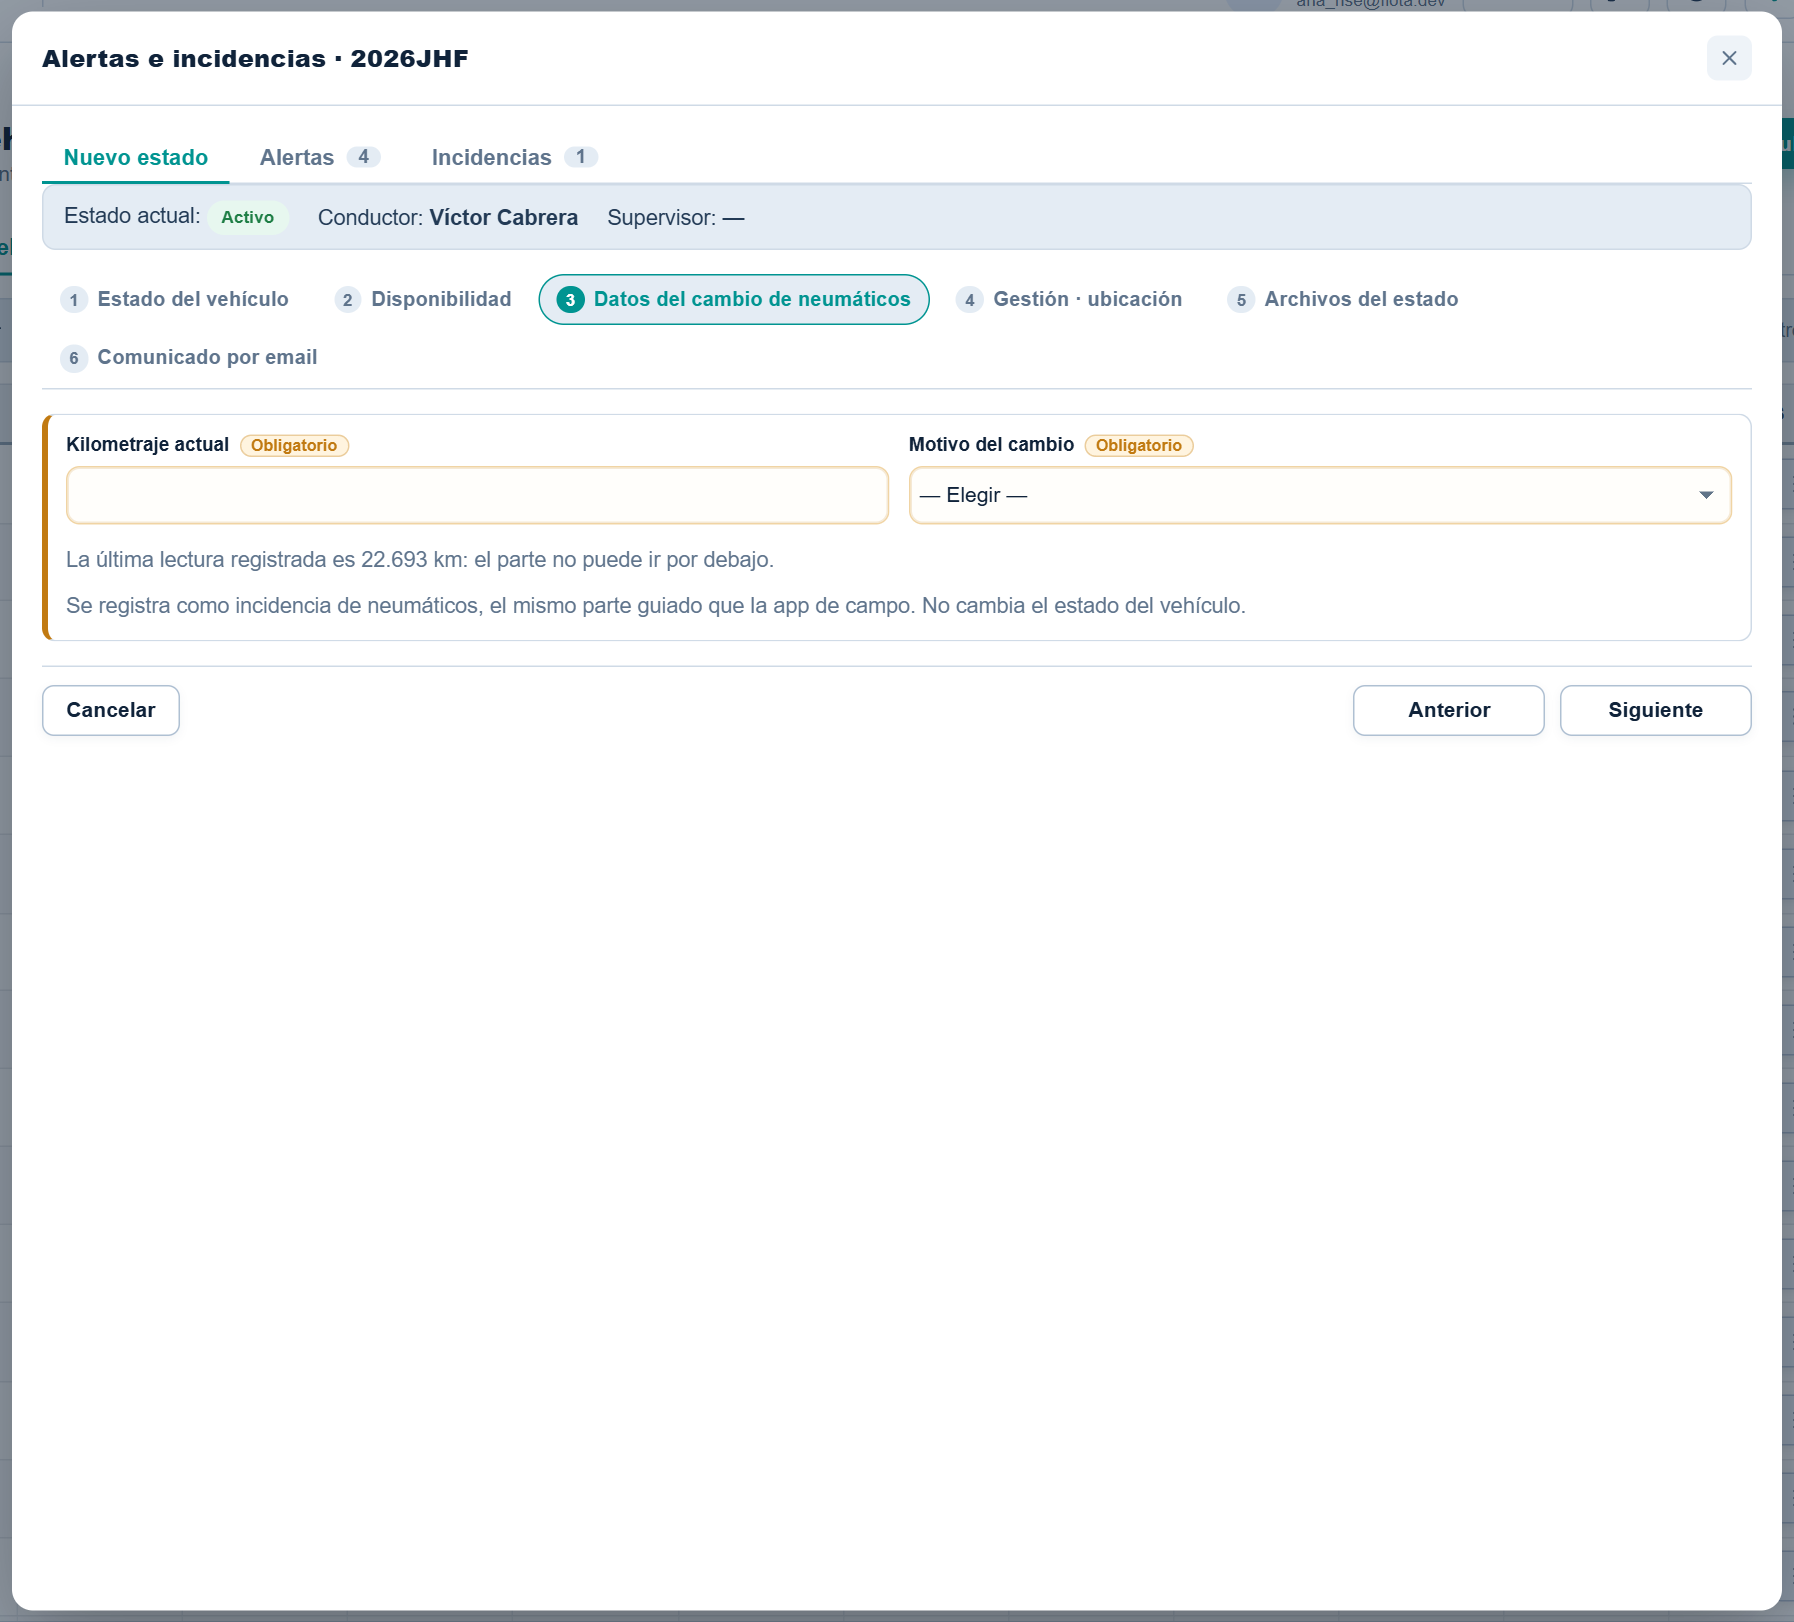 Alertas e incidencias · 2026JHF
Nuevo estado Alertas 4 Incidencias 1
Estado actual: Activo Conductor: Víctor Cabrera Supervisor: —
1 Estado del vehículo 2 Disponibilidad 3 Datos del cambio de neumáticos 4 Gestión · ubicación 5 Archivos del estado
6 Comunicado por email
Kilometraje actual Obligatorio Motivo del cambio Obligatorio
— Elegir —
La última lectura registrada es 22.693 km: el parte no puede ir por debajo.
Se registra como incidencia de neumáticos, el mismo parte guiado que la app de campo. No cambia el estado del vehículo.
Cancelar Anterior Siguiente